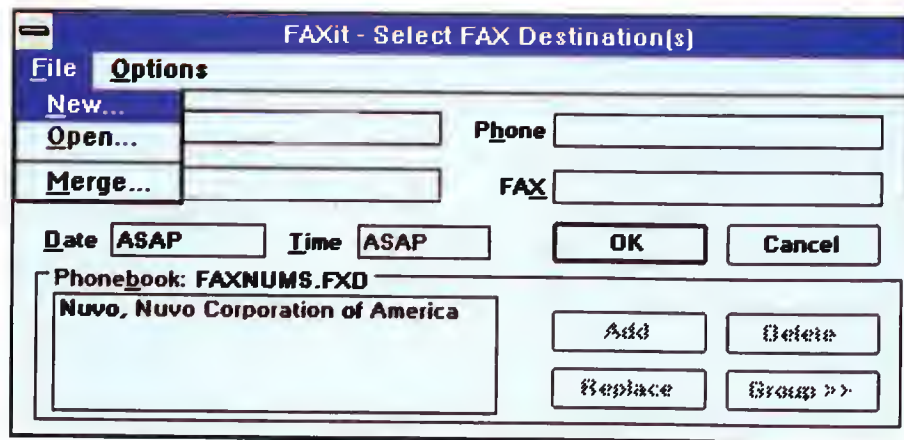 FAXit - Select FAX Destination(s)
File Options
New...
Open...
Phone
Merge...
FAX
Date ASAP Time ASAP OK Cancel
Phonebook: FAXNUMS.FXD
Nuvo, Nuvo Corporation of America
Add Delete
Replace Group >>